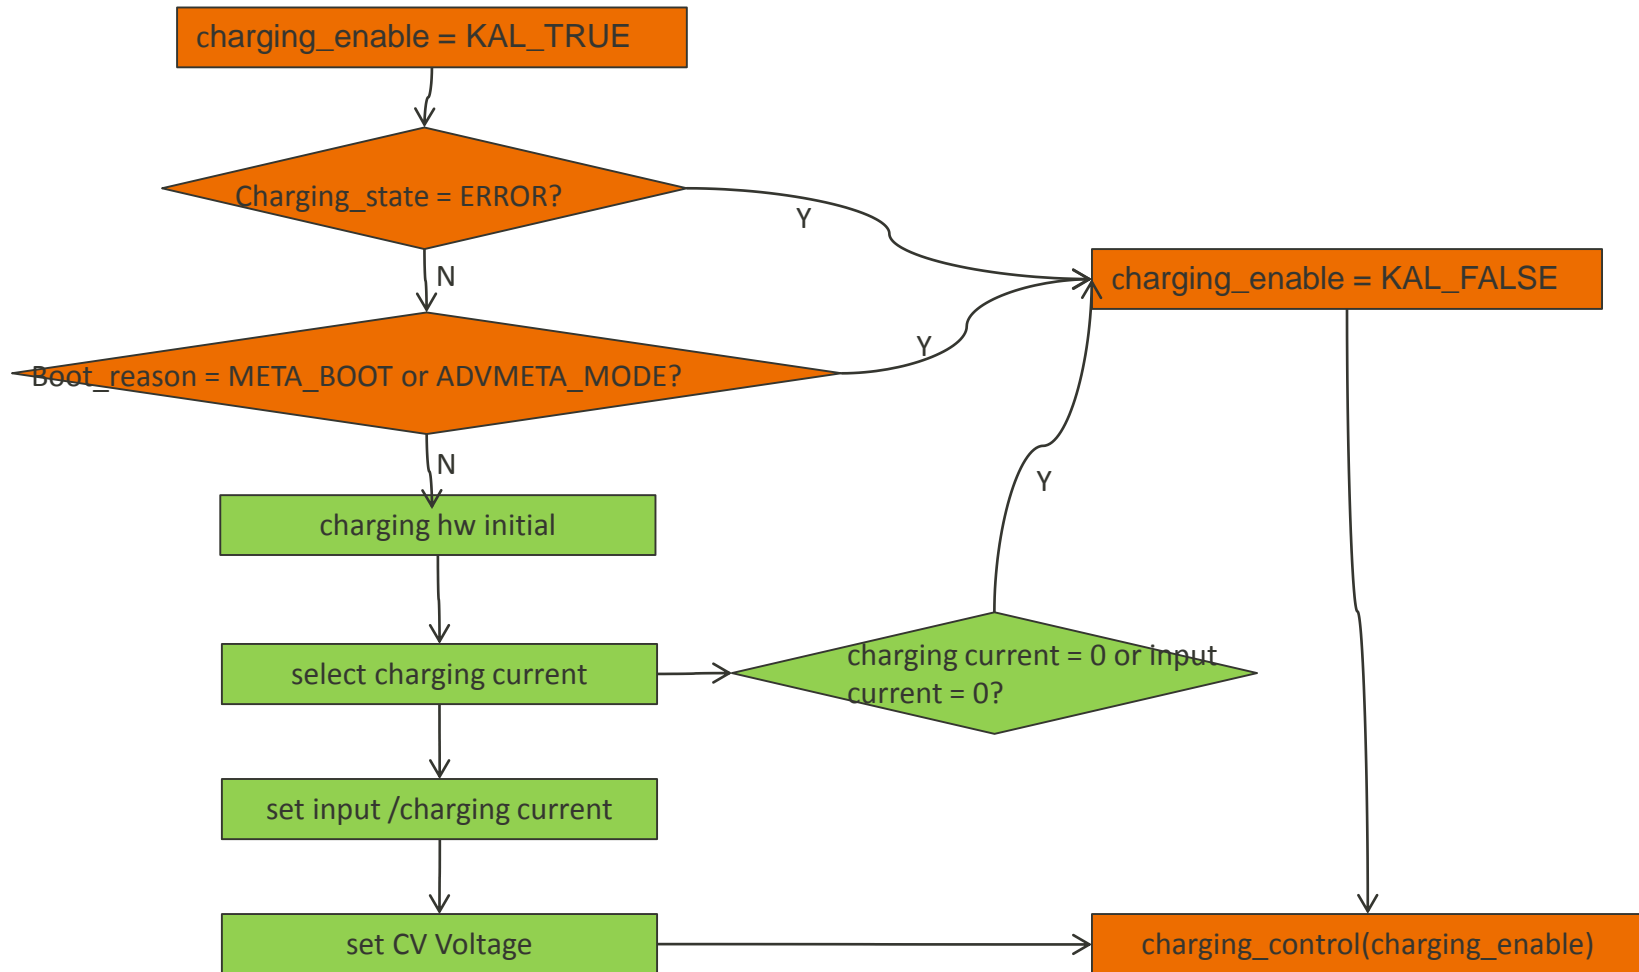 charging_enable = KAL_TRUE
Charging_state = ERROR?
Y
N
charging_enable = KAL_FALSE
Boot_reason = META_BOOT or ADVMETA_MODE?
Y
N
charging hw initial
Y
select charging current
charging current = 0 or input
current = 0?
set input /charging current
set CV Voltage
charging_control(charging_enable)